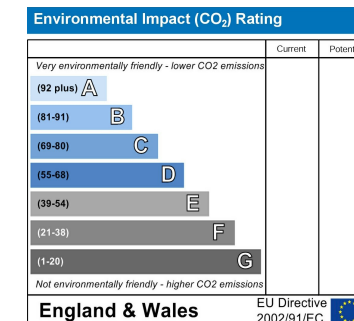 Environmental Impact (CO₂) Rating
Current
Very environmentally friendly - lower CO2 emissions
(92 plus) A
(81-91) B
(69-80) C
(55-68) D
(39-54) E
(21-38) F
(1-20) G
Not environmentally friendly - higher CO2 emissions
England & Wales
EU Directive
2002/91/EC